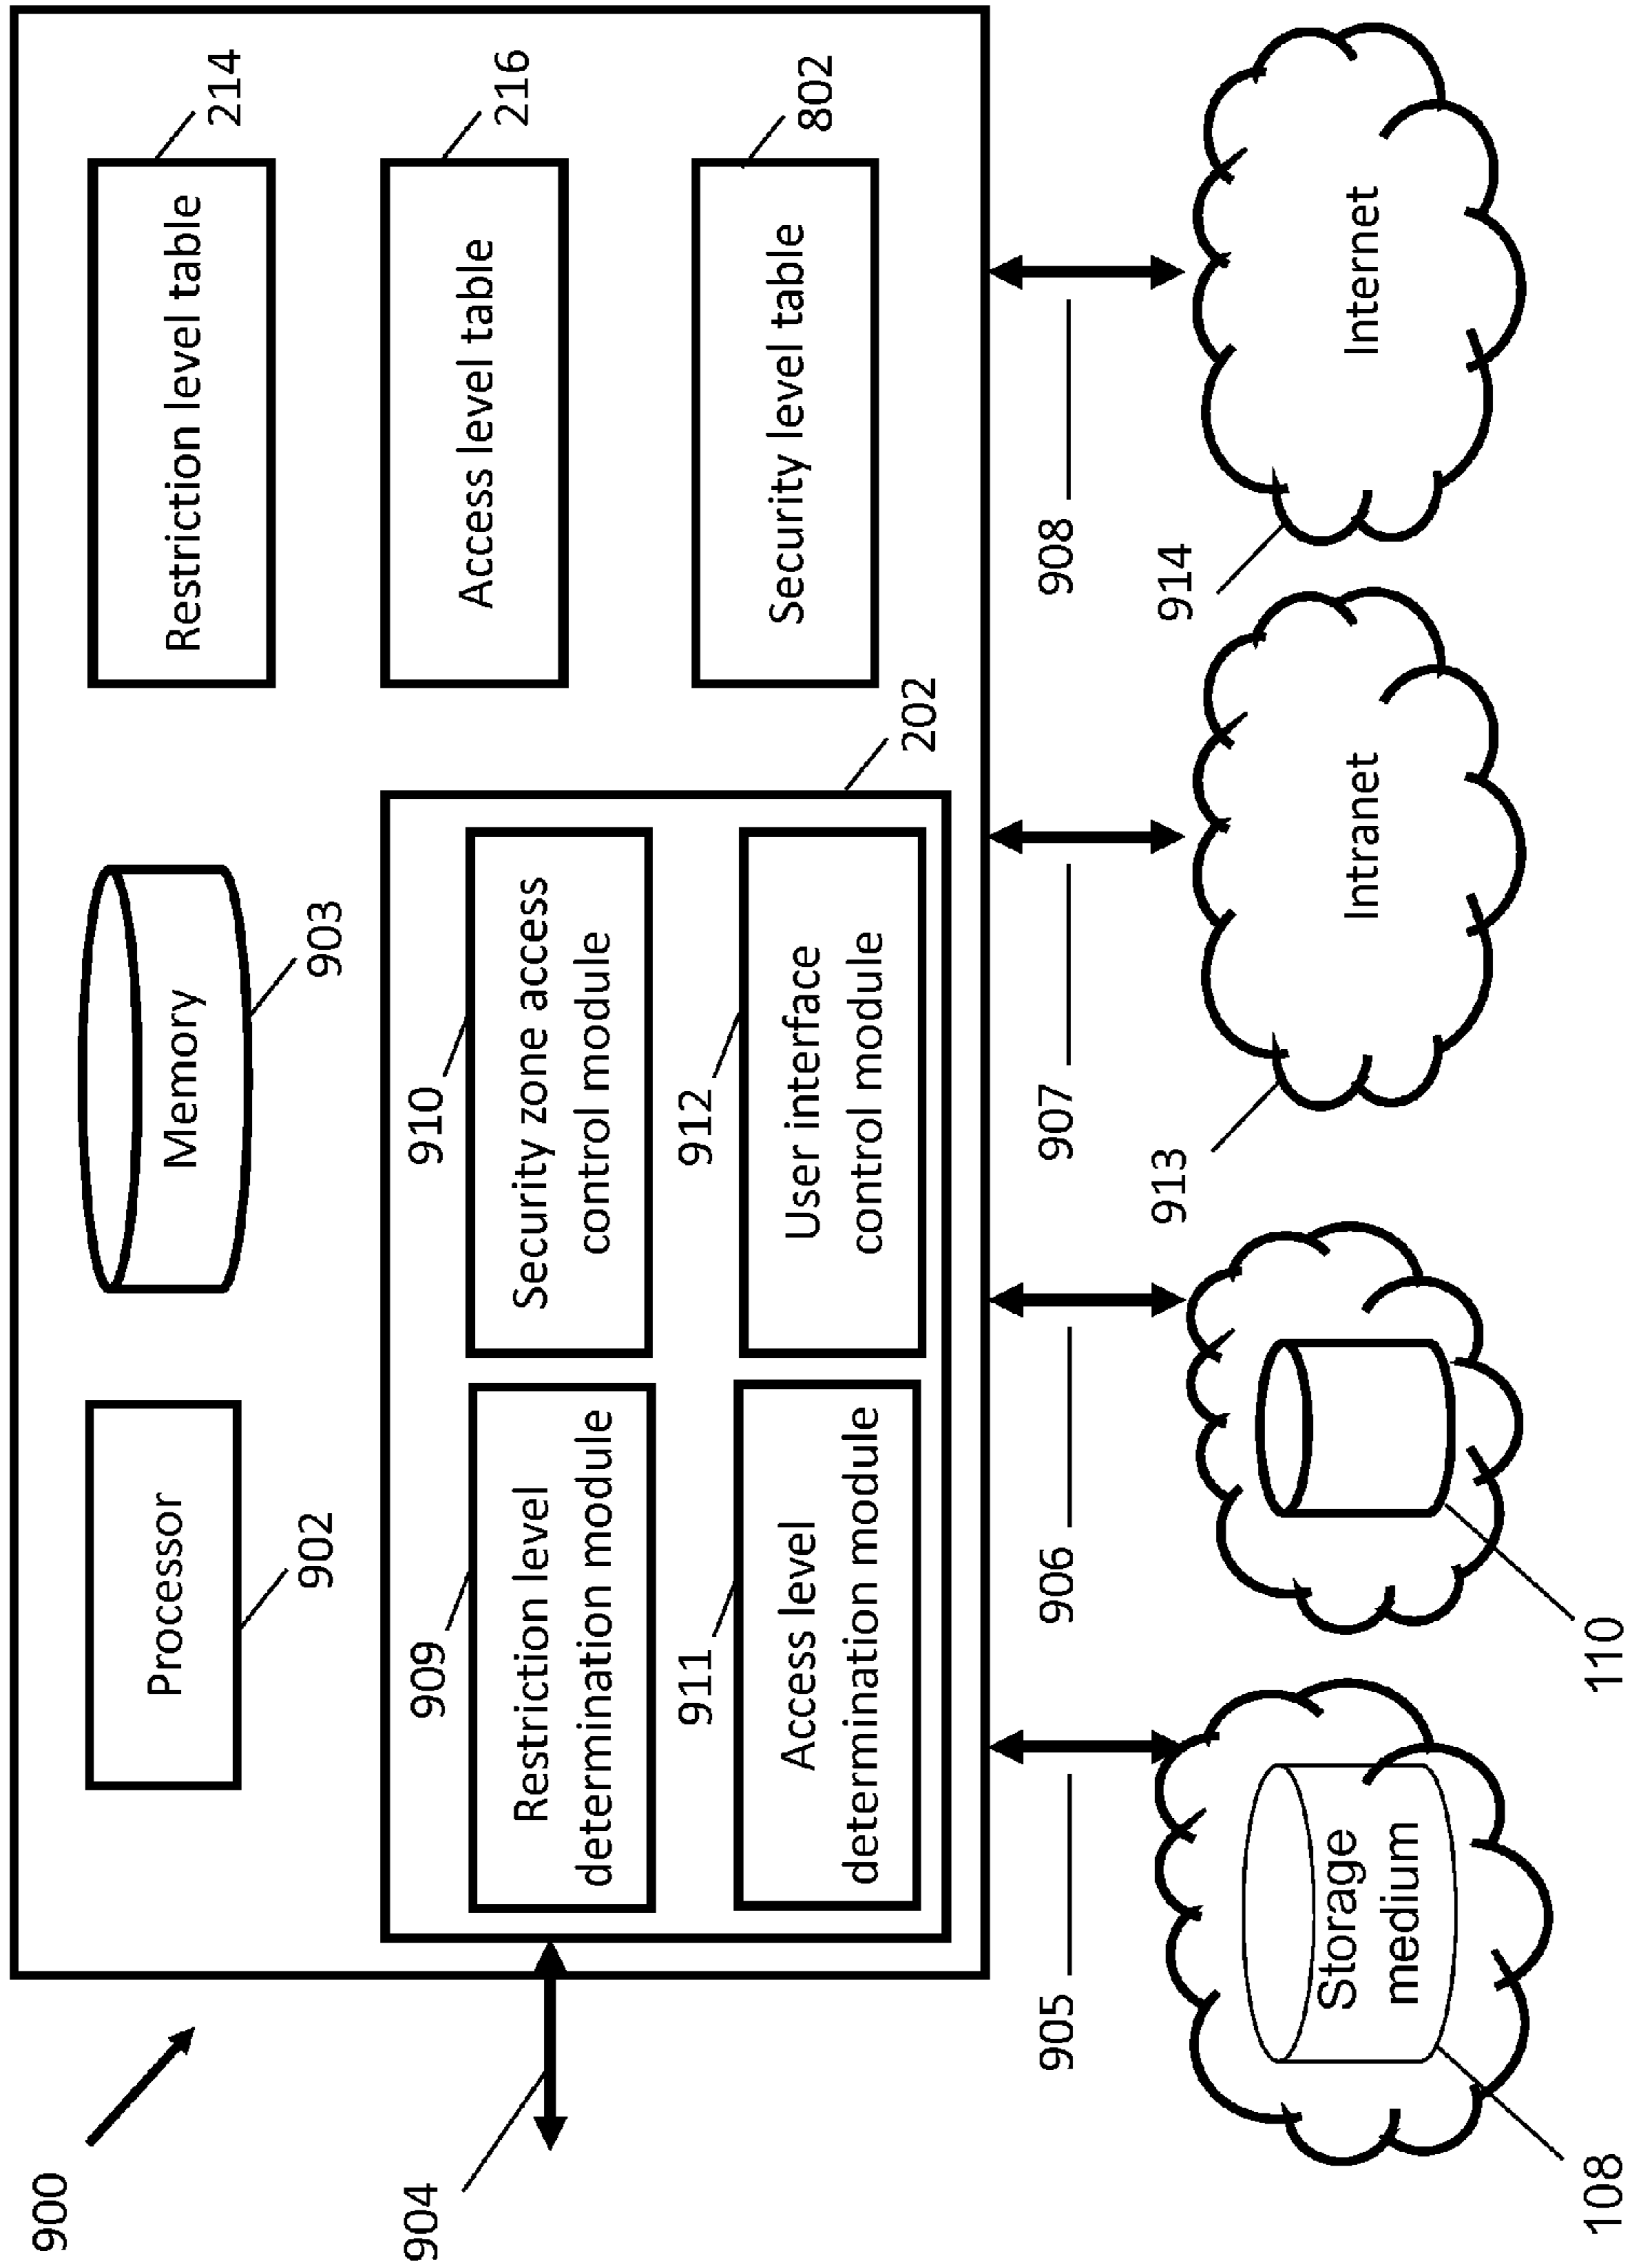 900
Processor
902
Memory
903
Restriction level table
214
904
909
Restriction level
determination module
910
Security zone access
control module
Access level table
216
911
Access level
determination module
912
User interface
control module
202
Security level table
802
905
906
907
908
108
Storage
medium
110
913
Intranet
914
Internet